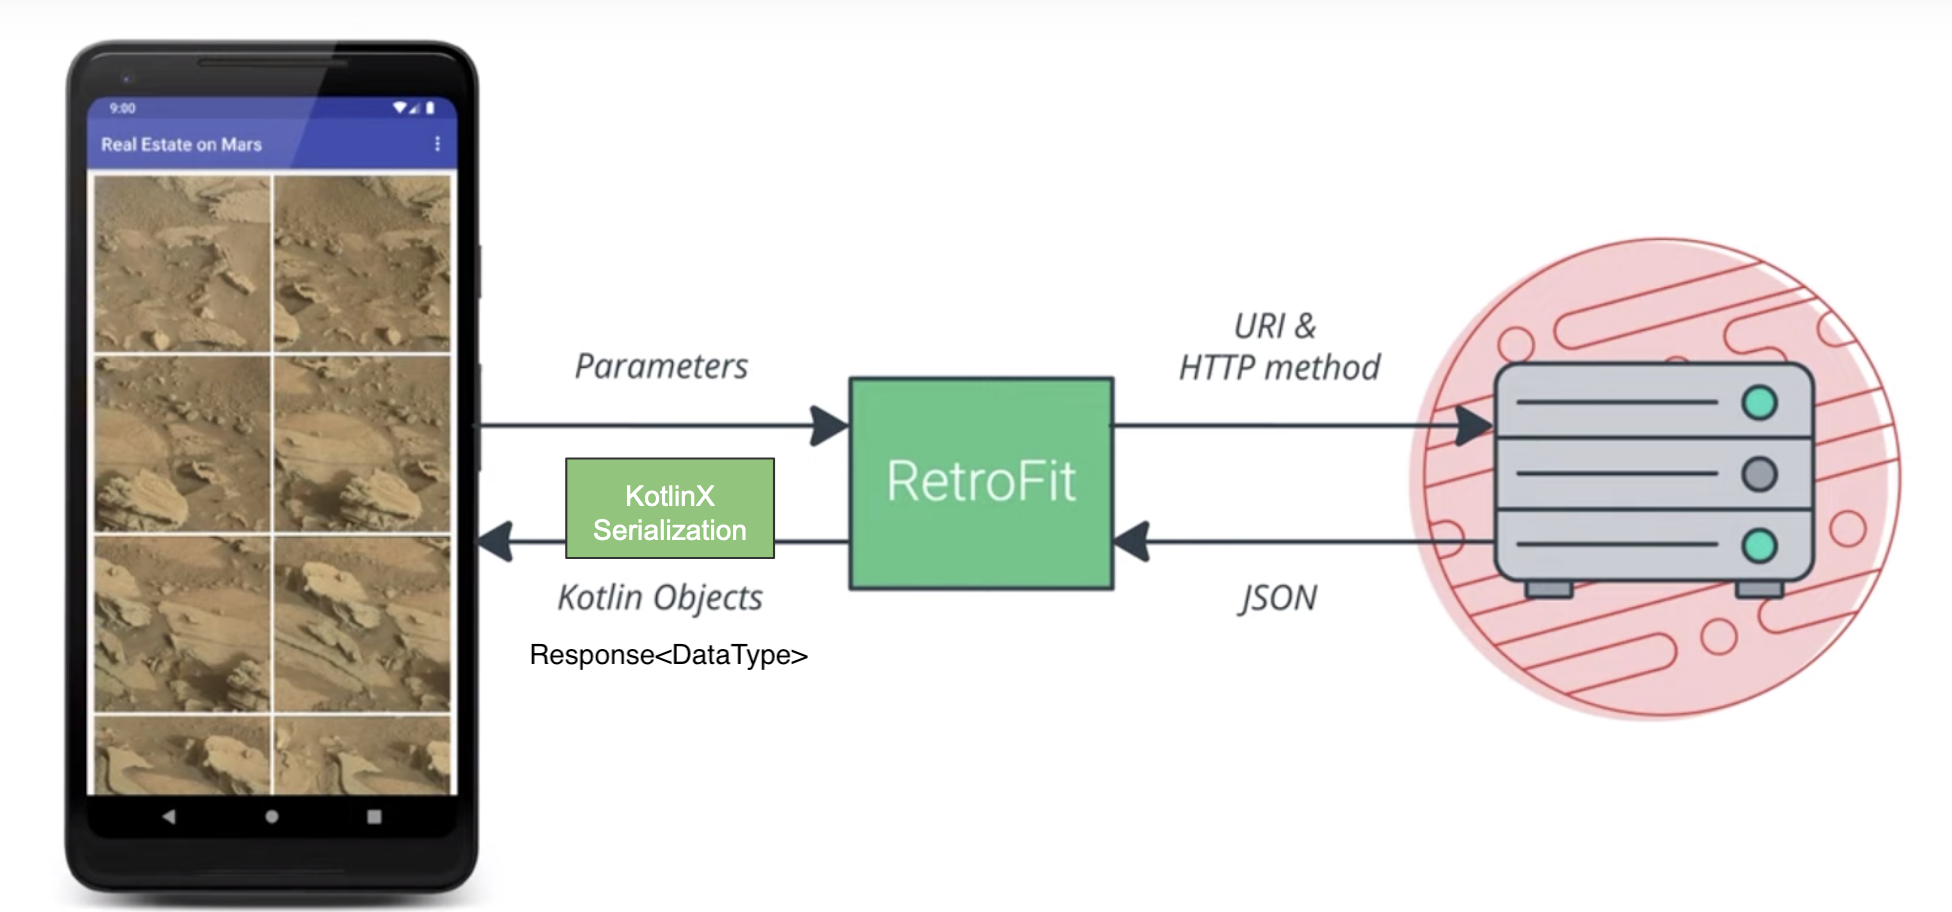 9:00
Real Estate on Mars
Parameters
KotlinX
Serialization
Kotlin Objects
Response<DataType>
RetroFit
URI &
HTTP method
JSON